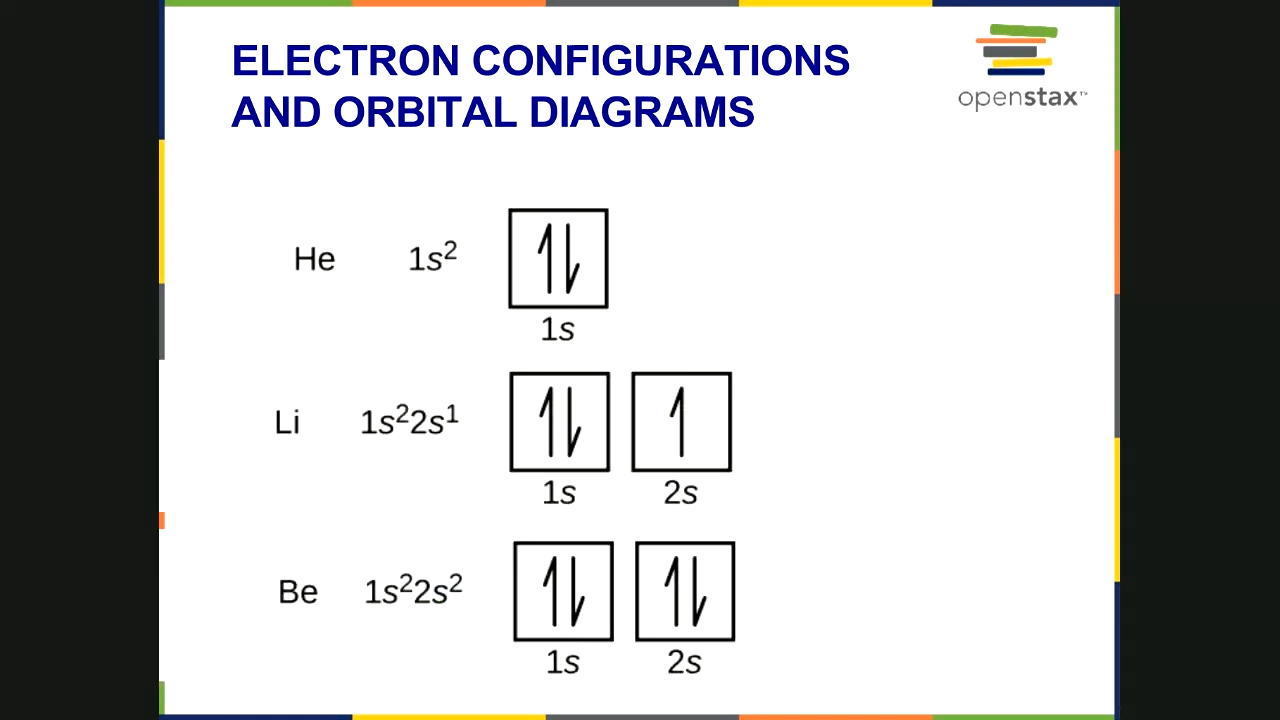 ELECTRON CONFIGURATIONS
AND ORBITAL DIAGRAMS
openstax™
He 1s²
1s
Li 1s²2s¹
1s 2s
Be 1s²2s²
1s 2s